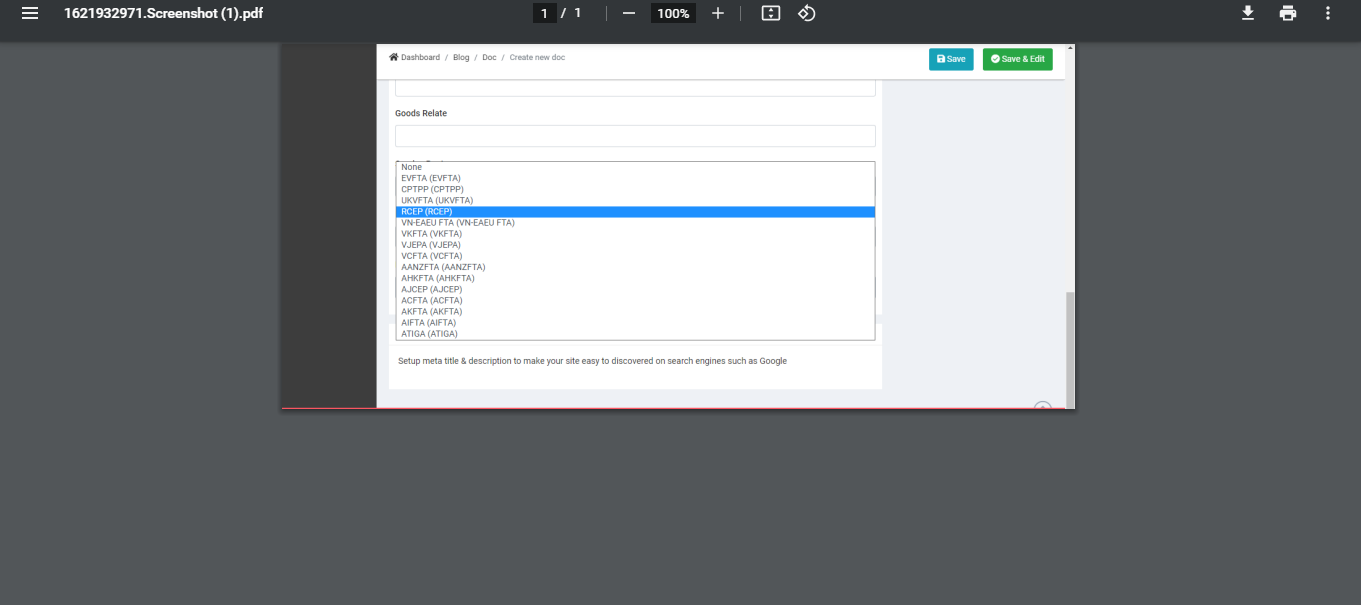 1621932971.Screenshot (1).pdf
1 / 1
100%
Dashboard / Blog / Doc / Create new doc
Save
Save & Edit
Goods Relate
None
EVFTA (EVFTA)
CPTPP (CPTPP)
UKVFTA (UKVFTA)
RCEP (RCEP)
VN-EAEU FTA (VN-EAEU FTA)
VKFTA (VKFTA)
VJEPA (VJEPA)
VCFTA (VCFTA)
AANZFTA (AANZFTA)
AHKFTA (AHKFTA)
AJCEP (AJCEP)
ACFTA (ACFTA)
AKFTA (AKFTA)
AIFTA (AIFTA)
ATIGA (ATIGA)
Setup meta title & description to make your site easy to discovered on search engines such as Google